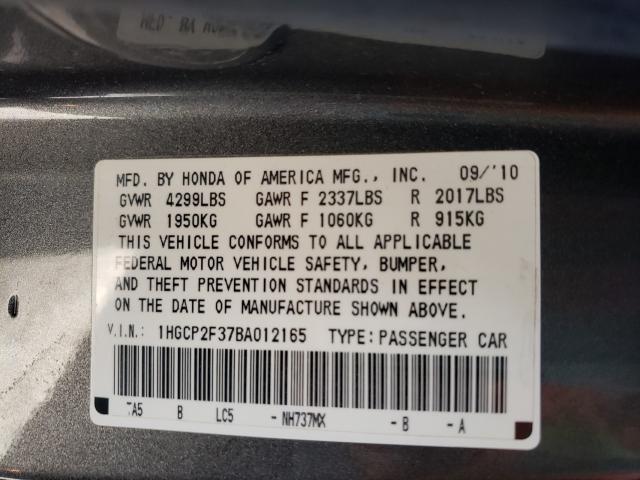 MFD. BY HONDA OF AMERICA MFG., INC. 09/'10
GVWR 4299LBS GAWR F 2337LBS R 2017LBS
GVWR 1950KG GAWR F 1060KG R 915KG
THIS VEHICLE CONFORMS TO ALL APPLICABLE
FEDERAL MOTOR VEHICLE SAFETY, BUMPER,
AND THEFT PREVENTION STANDARDS IN EFFECT
ON THE DATE OF MANUFACTURE SHOWN ABOVE.
V.I.N.: 1HGCP2F37BA012165 TYPE: PASSENGER CAR
TA5 B LC5 - NH737MX - B - A